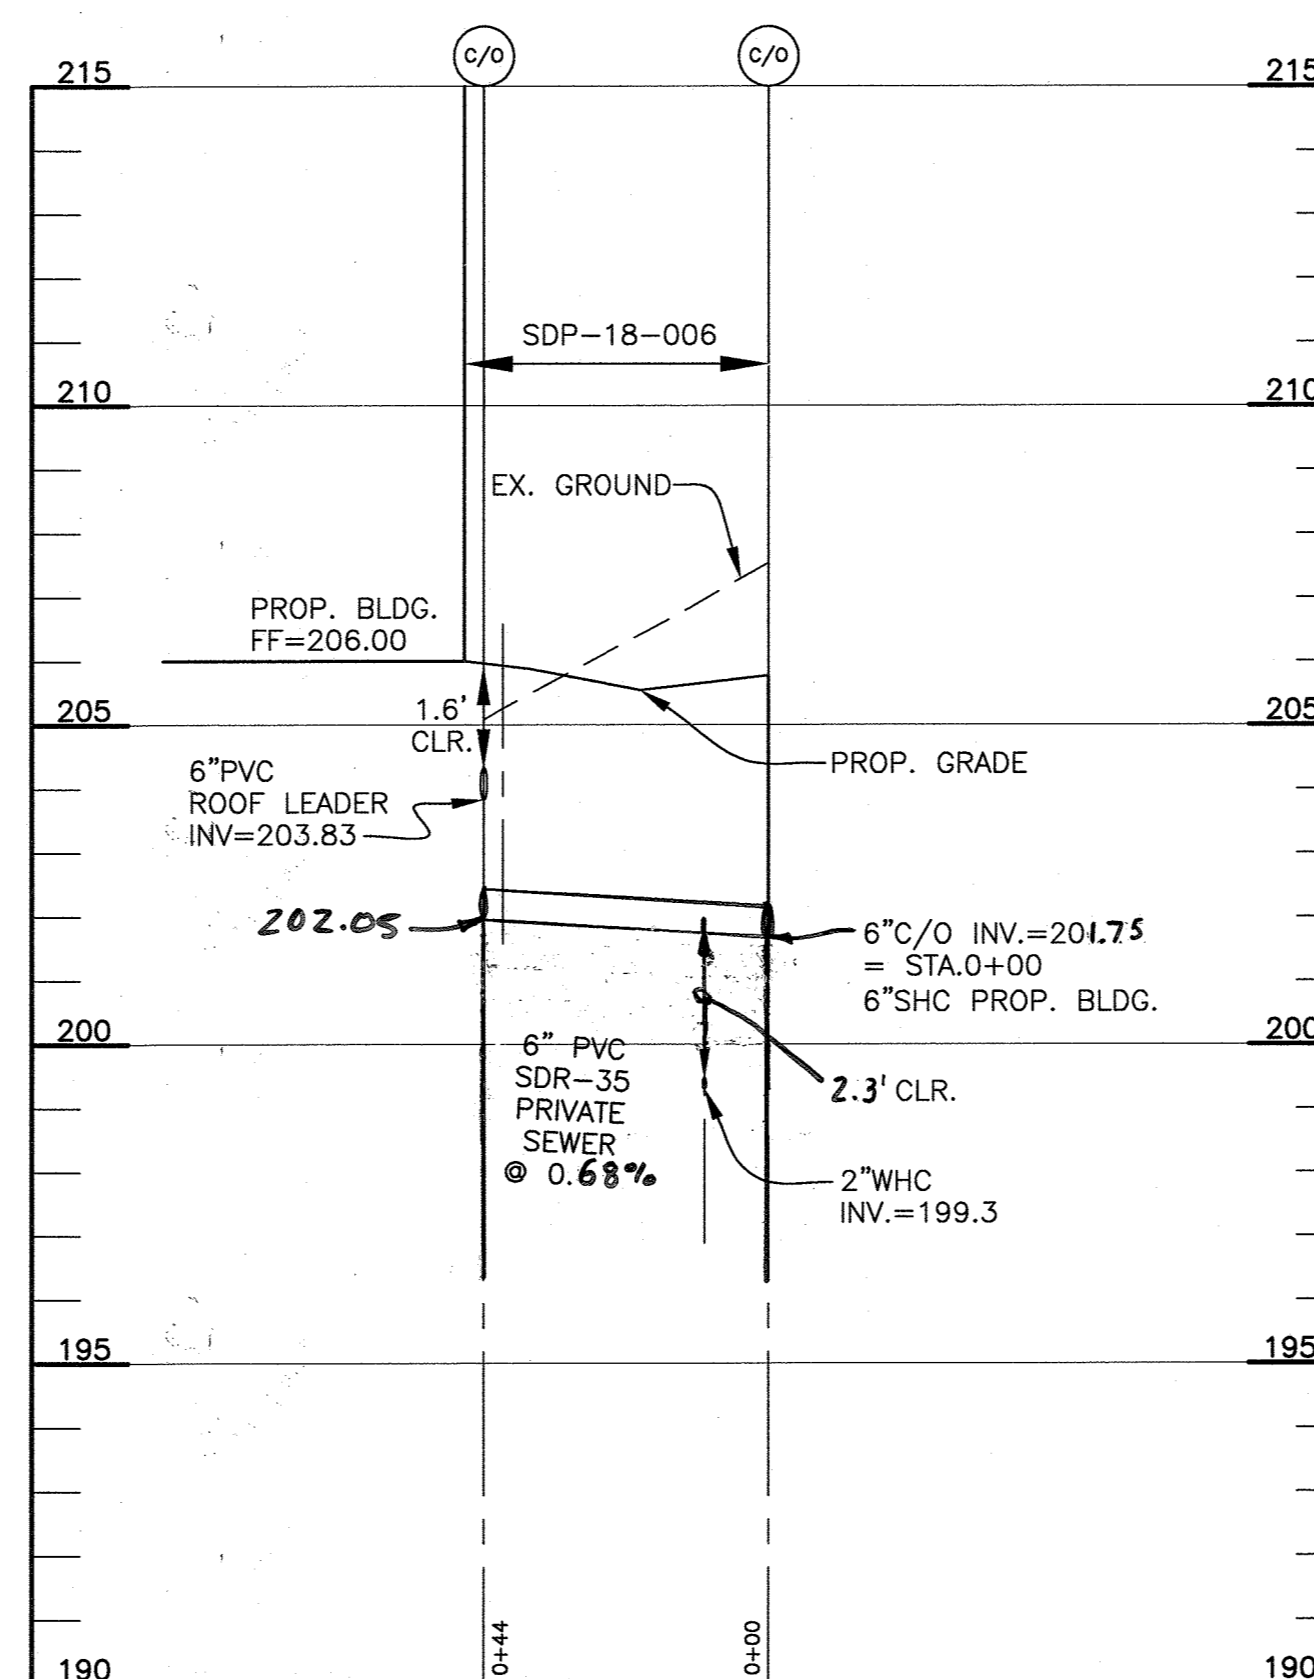 C/O
C/O
215
215
SDP-18-006
210
210
EX. GROUND
PROP. BLDG.
FF=206.00
1.6'
CLR.
205
205
PROP. GRADE
6"PVC
ROOF LEADER
INV=203.83
202.05
6"C/O INV.=201.75
= STA.0+00
6"SHC PROP. BLDG.
200
200
6" PVC
SDR-35
PRIVATE
SEWER
@ 0.68%
2.3' CLR.
2"WHC
INV.=199.3
195
195
0+44
0+00
190
190